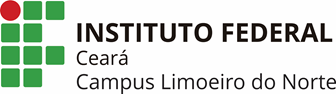 INSTITUTO FEDERAL
Ceará
Campus Limoeiro do Norte